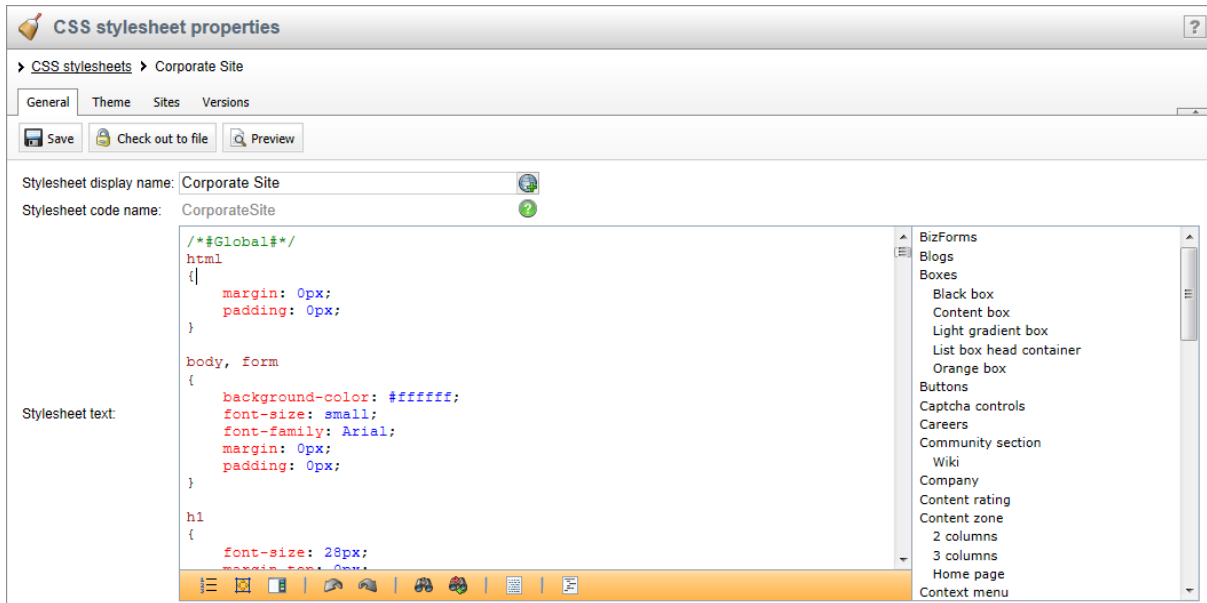 CSS stylesheet properties
?
CSS stylesheets > Corporate Site
General Theme Sites Versions
Save Check out to file Preview
Stylesheet display name: Corporate Site
Stylesheet code name: CorporateSite
?
Stylesheet text:
/*#Global#*/
html
{
margin: 0px;
padding: 0px;
}
body, form
{
background-color: #ffffff;
font-size: small;
font-family: Arial;
margin: 0px;
padding: 0px;
}
h1
{
font-size: 28px;
margin-top: 0px;
BizForms
Blogs
Boxes
Black box
Content box
Light gradient box
List box head container
Orange box
Buttons
Captcha controls
Careers
Community section
Wiki
Company
Content rating
Content zone
2 columns
3 columns
Home page
Context menu